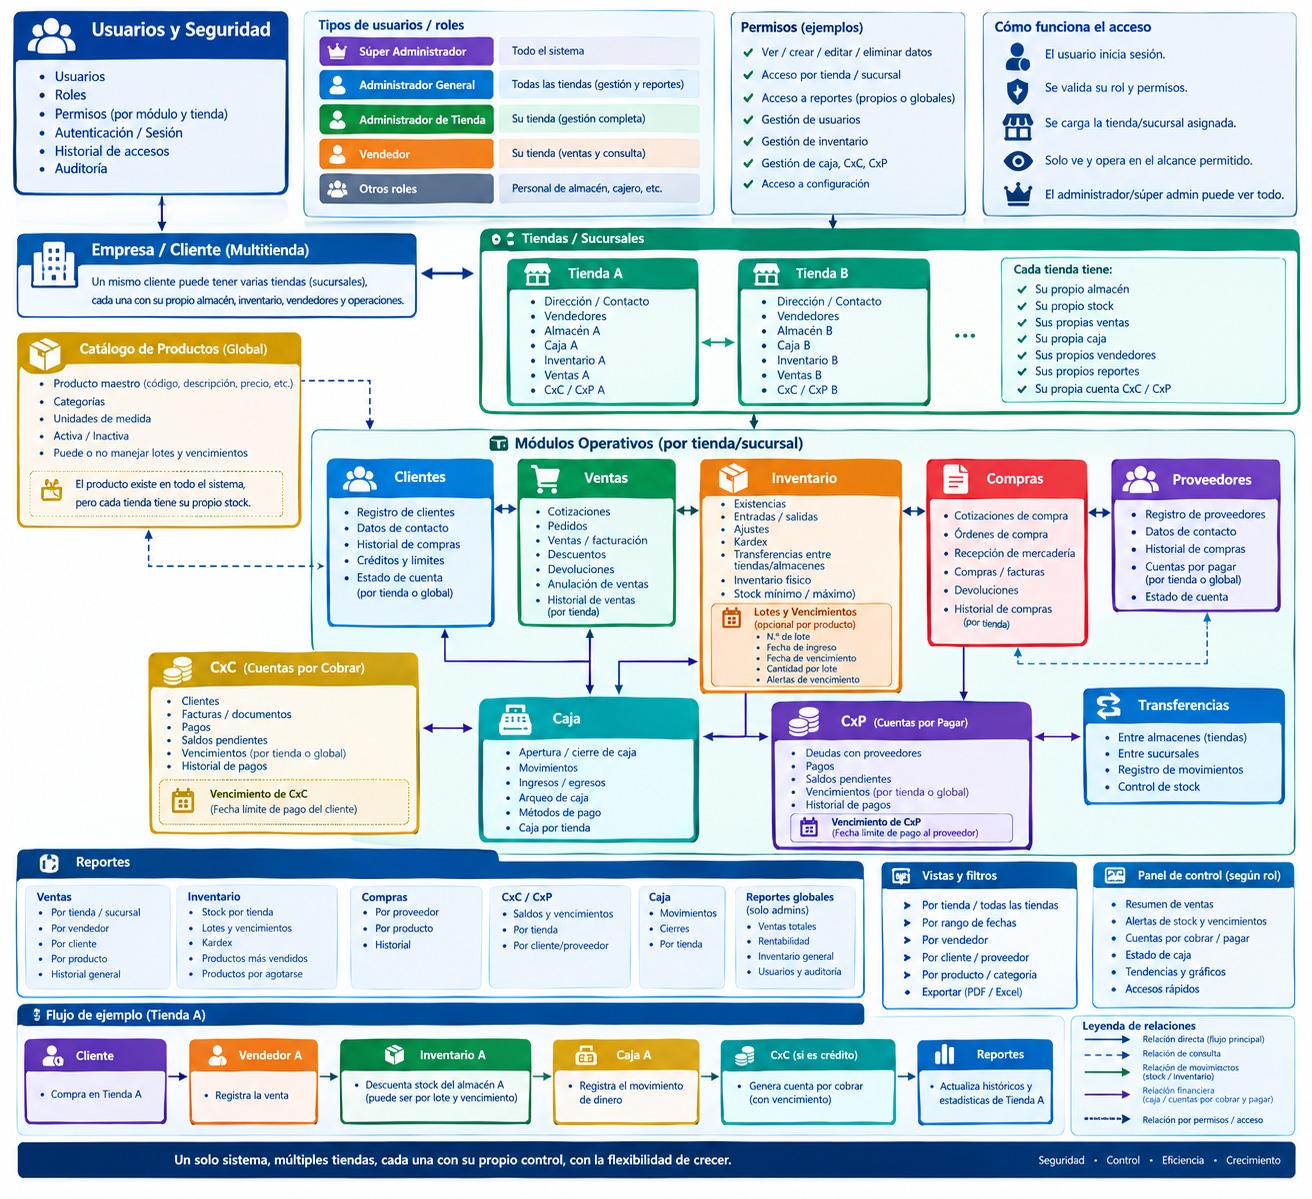 Usuarios y Seguridad
• Usuarios
• Roles
• Permisos (por módulo y tienda)
• Autenticación / Sesión
• Historial de accesos
• Auditoría
Tipos de usuarios / roles
Súper Administrador
Todo el sistema
Administrador General
Todas las tiendas (gestión y reportes)
Administrador de Tienda
Su tienda (gestión completa)
Vendedor
Su tienda (ventas y consulta)
Otros roles
Personal de almacén, cajero, etc.
Permisos (ejemplos)
✓ Ver / crear / editar / eliminar datos
✓ Acceso por tienda / sucursal
✓ Acceso a reportes (propios o globales)
✓ Gestión de usuarios
✓ Gestión de inventario
✓ Gestión de caja, CxC, CxP
✓ Acceso a configuración
Cómo funciona el acceso
El usuario inicia sesión.
Se valida su rol y permisos.
Se carga la tienda/sucursal asignada.
Solo ve y opera en el alcance permitido.
El administrador/súper admin puede ver todo.
Empresa / Cliente (Multitienda)
Un mismo cliente puede tener varias tiendas (sucursales),
cada una con su propio almacén, inventario, vendedores y operaciones.
Tiendas / Sucursales
Tienda A
• Dirección / Contacto
• Vendedores
• Almacén A
• Caja A
• Inventario A
• Ventas A
• CxC / CxP A
Tienda B
• Dirección / Contacto
• Vendedores
• Almacén B
• Caja B
• Inventario B
• Ventas B
• CxC / CxP B
...
Cada tienda tiene:
✓ Su propio almacén
✓ Su propio stock
✓ Sus propias ventas
✓ Su propia caja
✓ Sus propios vendedores
✓ Sus propios reportes
✓ Su propia cuenta CxC / CxP
Catálogo de Productos (Global)
• Producto maestro (código, descripción, precio, etc.)
• Categorías
• Unidades de medida
• Activa / Inactiva
• Puede o no manejar lotes y vencimientos
El producto existe en todo el sistema,
pero cada tienda tiene su propio stock.
Módulos Operativos (por tienda/sucursal)
Clientes
• Registro de clientes
• Datos de contacto
• Historial de compras
• Créditos y límites
• Estado de cuenta
(por tienda o global)
Ventas
• Cotizaciones
• Pedidos
• Ventas / facturación
• Descuentos
• Devoluciones
• Anulación de ventas
• Historial de ventas
(por tienda)
Inventario
• Existencias
• Entradas / salidas
• Ajustes
• Kardex
• Transferencias entre
tiendas/almacenes
• Inventario físico
• Stock mínimo / máximo)
Lotes y Vencimientos
(opcional por producto)
• N.º de lote
• Fecha de ingreso
• Fecha de vencimiento
• Cantidad por lote
• Alertas de vencimiento
Compras
• Cotizaciones de compra
• Órdenes de compra
• Recepción de mercadería
• Compras / facturas
• Devoluciones
• Historial de compras
(por tienda)
Proveedores
• Registro de proveedores
• Datos de contacto
• Historial de compras
• Cuentas por pagar
(por tienda o global)
• Estado de cuenta
CxC (Cuentas por Cobrar)
• Clientes
• Facturas / documentos
• Pagos
• Saldos pendientes
• Vencimientos (por tienda o global)
• Historial de pagos
Vencimiento de CxC
(Fecha límite de pago del cliente)
Caja
• Apertura / cierre de caja
• Movimientos
• Ingresos / egresos
• Arqueo de caja
• Métodos de pago
• Caja por tienda
CxP (Cuentas por Pagar)
• Deudas con proveedores
• Pagos
• Saldos pendientes
• Vencimientos (por tienda o global)
• Historial de pagos
Vencimiento de CxP
(Fecha límite de pago al proveedor)
Transferencias
• Entre almacenes (tiendas)
• Entre sucursales
• Registro de movimientos
• Control de stock
Reportes
Ventas
• Por tienda / sucursal
• Por vendedor
• Por cliente
• Por producto
• Historial general
Inventario
• Stock por tienda
• Lotes y vencimientos
• Kardex
• Productos más vendidos
• Productos por agotarse
Compras
• Por proveedor
• Por producto
• Historial
CxC / CxP
• Saldos y vencimientos
• Por tienda
• Por cliente/proveedor
Caja
• Movimientos
• Cierres
• Por tienda
Reportes globales
(solo admins)
• Ventas totales
• Rentabilidad
• Inventario general
• Usuarios y auditoría
Vistas y filtros
➤ Por tienda / todas las tiendas
➤ Por rango de fechas
➤ Por vendedor
➤ Por cliente / proveedor
➤ Por producto / categoría
• Exportar (PDF / Excel)
Panel de control (según rol)
• Resumen de ventas
• Alertas de stock y vencimientos
• Cuentas por cobrar / pagar
• Estado de caja
• Tendencias y gráficos
• Accesos rápidos
Flujo de ejemplo (Tienda A)
Cliente
• Compra en Tienda A
Vendedor A
• Registra la venta
Inventario A
• Descuenta stock del almacén A
(puede ser por lote y vencimiento)
Caja A
• Registra el movimiento
de dinero
CxC (si es crédito)
• Genera cuenta por cobrar
(con vencimiento)
Reportes
• Actualiza históricos y
estadísticas de Tienda A
Leyenda de relaciones
Relación directa (flujo principal)
Relación de consulta
Relación de movimientos
(stock / inventario)
Relación financiera
(caja / cuentas por cobrar y pagar)
Relación por permisos / acceso
Un solo sistema, múltiples tiendas, cada una con su propio control, con la flexibilidad de crecer.
Seguridad • Control • Eficiencia • Crecimiento